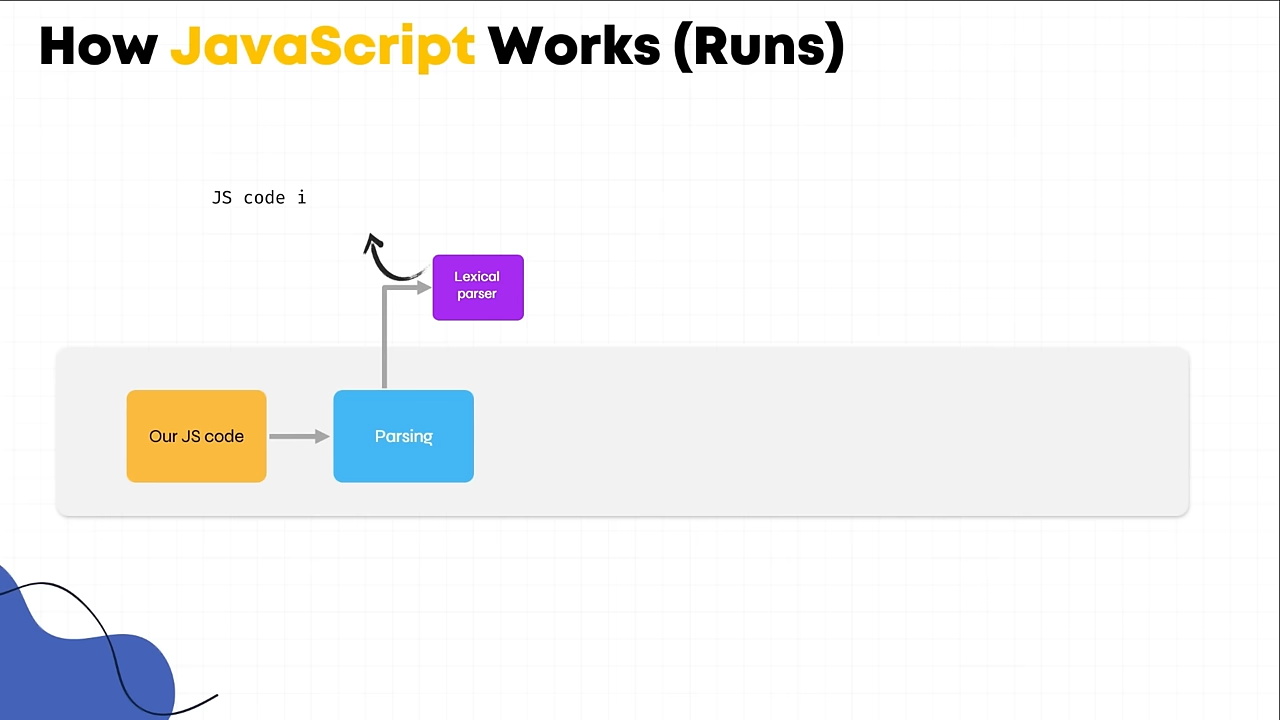 How JavaScript Works (Runs)
JS code i
Lexical
parser
Our JS code
Parsing